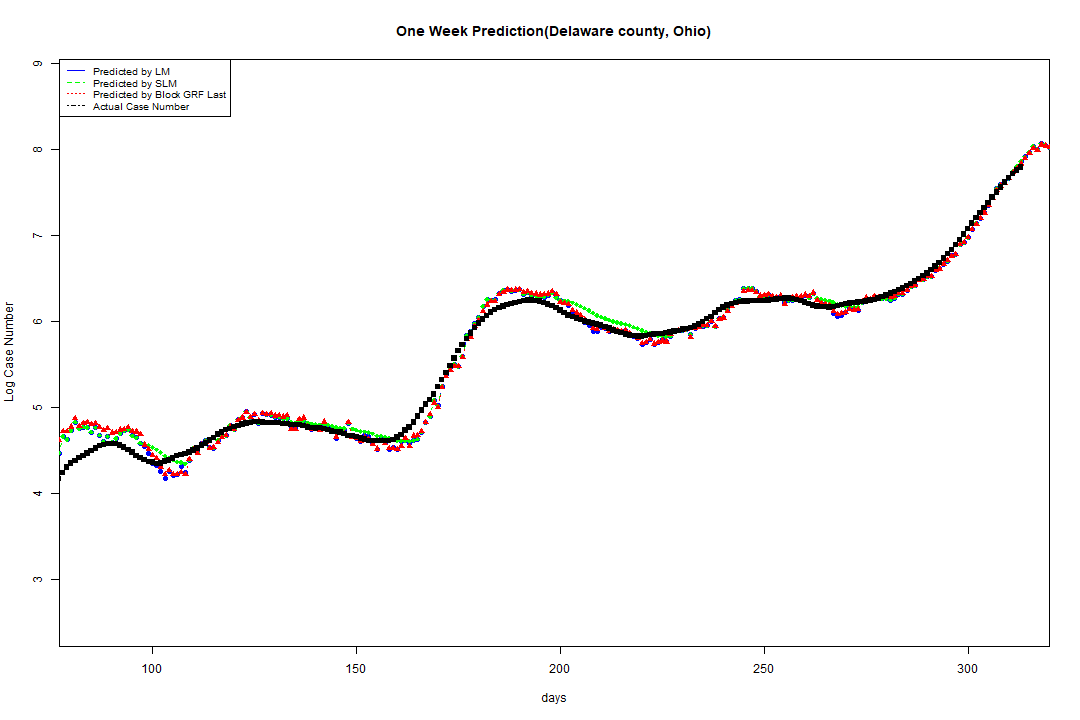 One Week Prediction(Delaware county, Ohio)
Predicted by LM
Predicted by SLM
Predicted by Block GRF Last
Actual Case Number
Log Case Number
9
8
7
6
5
4
3
100 150 200 250 300
days